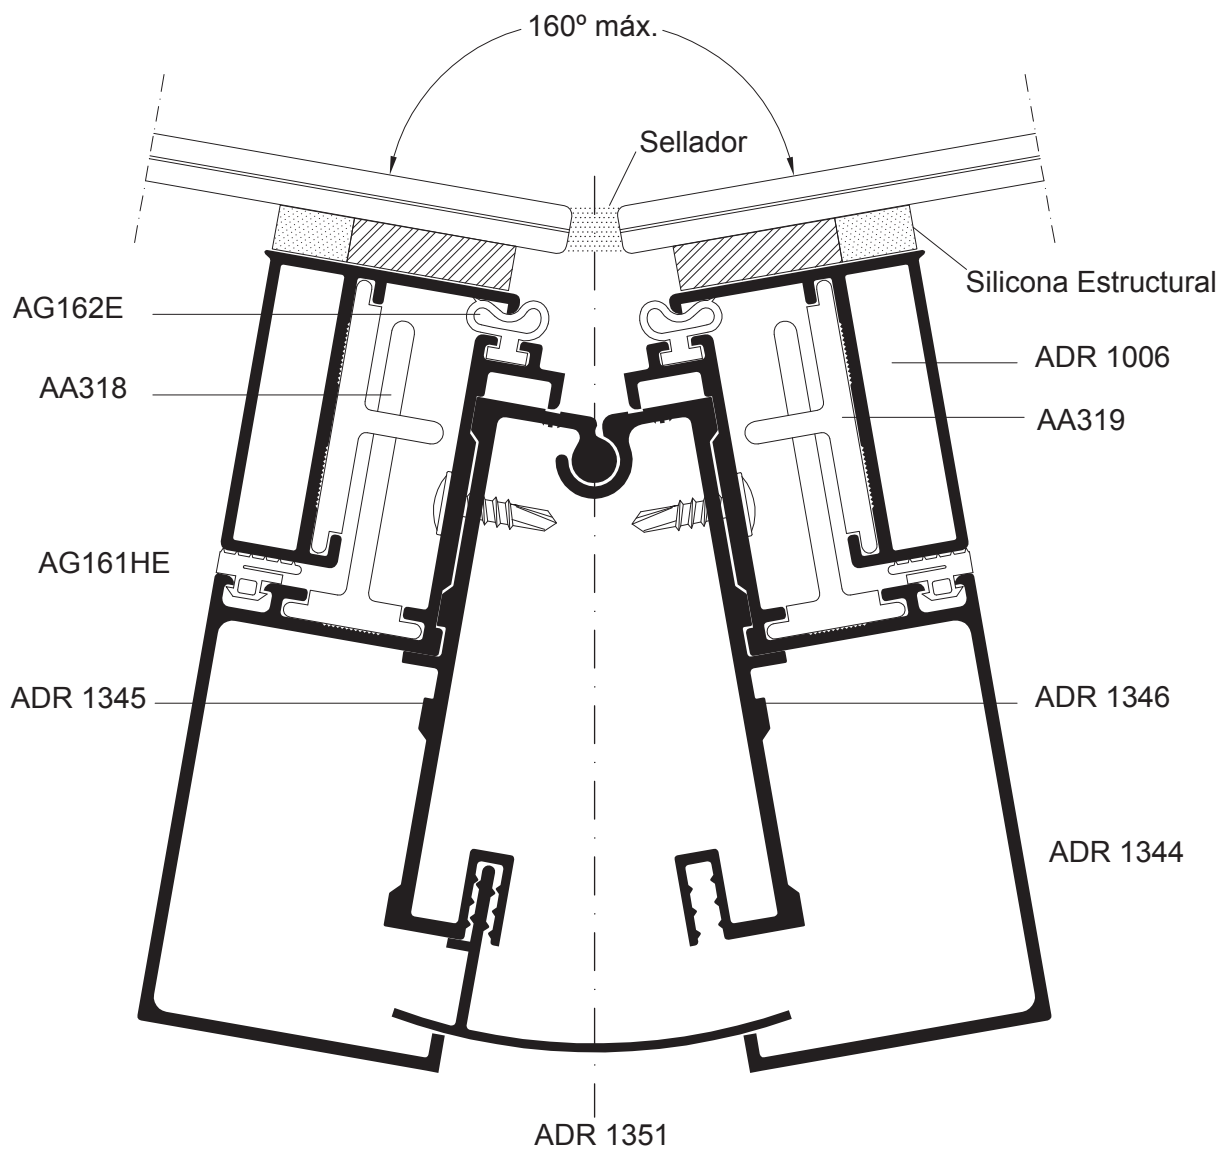 160º máx.
Sellador
Silicona Estructural
AG162E
ADR 1006
AA318
AA319
AG161HE
ADR 1345
ADR 1346
ADR 1344
ADR 1351